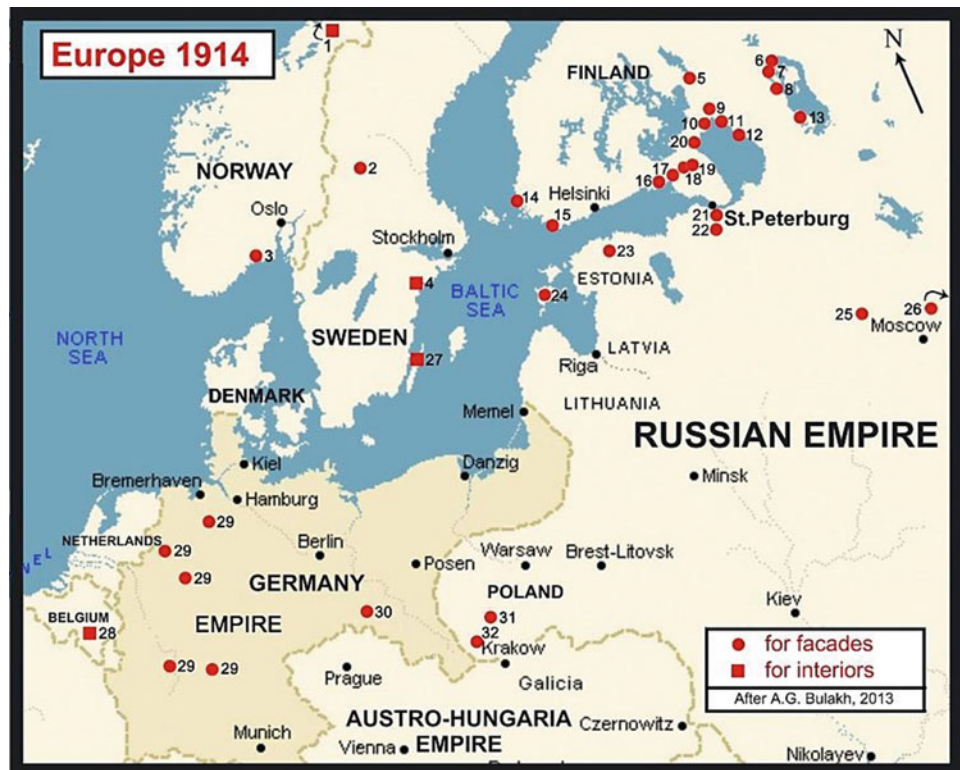 Europe 1914
N
1
FINLAND
6
7
5
8
9
10
11
13
12
20
NORWAY
2
19
17
18
16
14
Helsinki
Oslo
15
21
St.Peterburg
22
Stockholm
3
23
ESTONIA
4
BALTIC
SEA
24
26
25
Moscow
NORTH
SEA
SWEDEN
27
LATVIA
Riga
DENMARK
LITHUANIA
Memel
RUSSIAN EMPIRE
Kiel
Danzig
Bremerhaven
Minsk
Hamburg
29
NETHERLANDS
29
Berlin
Warsaw
Brest-Litovsk
VEL
29
GERMANY
Posen
POLAND
Kiev
BELGIUM
28
EMPIRE
30
31
32
Krakow
for facades
for interiors
After A.G. Bulakh, 2013
29
29
Prague
Galicia
AUSTRO-HUNGARIA
EMPIRE
Czernowitz
Munich
Vienna
Nikolayev